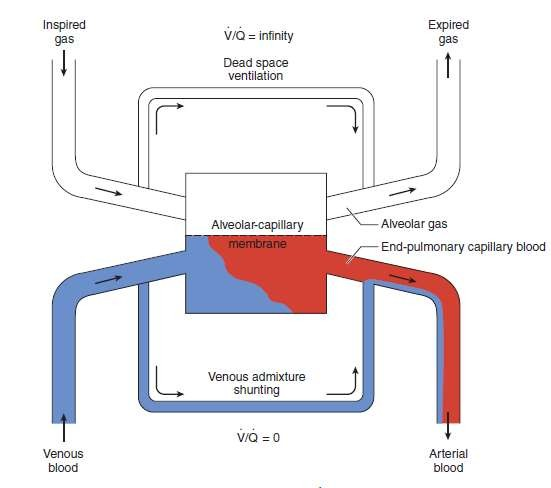 Inspired
gas
V̇/Q̇ = infinity
Expired
gas
Dead space
ventilation
Alveolar-capillary
membrane
Alveolar gas
End-pulmonary capillary blood
Venous admixture
shunting
V̇/Q̇ = 0
Venous
blood
Arterial
blood